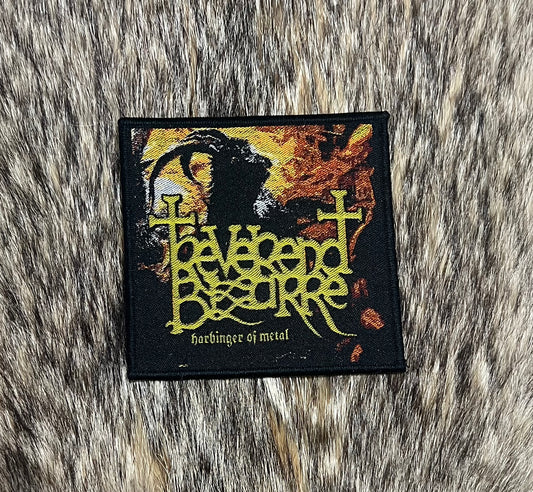 Reverend
Bizarre
harbinger of metal